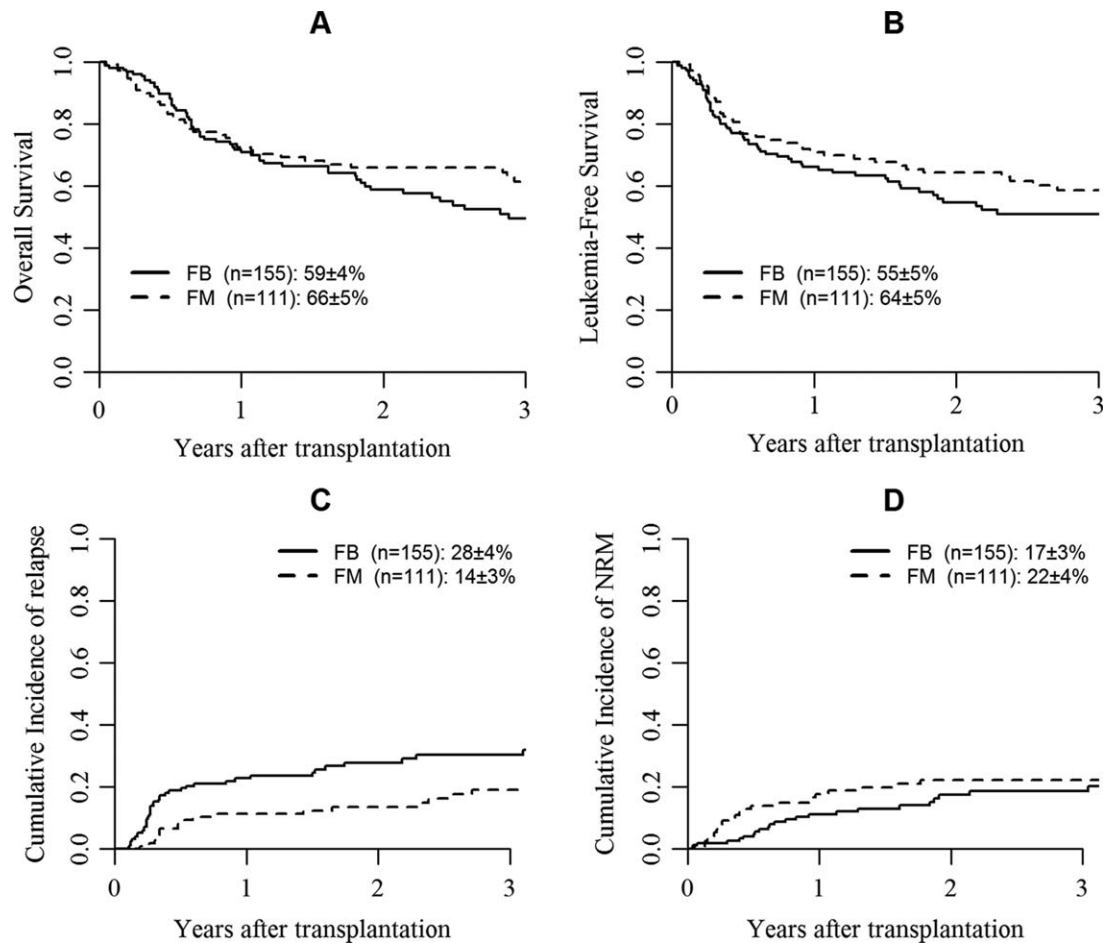 A
Overall Survival
1.0
0.8
0.6
0.4
0.2
0.0
FB (n=155): 59±4%
FM (n=111): 66±5%
0 1 2 3
Years after transplantation
B
Leukemia-Free Survival
1.0
0.8
0.6
0.4
0.2
0.0
FB (n=155): 55±5%
FM (n=111): 64±5%
0 1 2 3
Years after transplantation
C
Cumulative Incidence of relapse
1.0
0.8
0.6
0.4
0.2
0.0
FB (n=155): 28±4%
FM (n=111): 14±3%
0 1 2 3
Years after transplantation
D
Cumulative Incidence of NRM
1.0
0.8
0.6
0.4
0.2
0.0
FB (n=155): 17±3%
FM (n=111): 22±4%
0 1 2 3
Years after transplantation